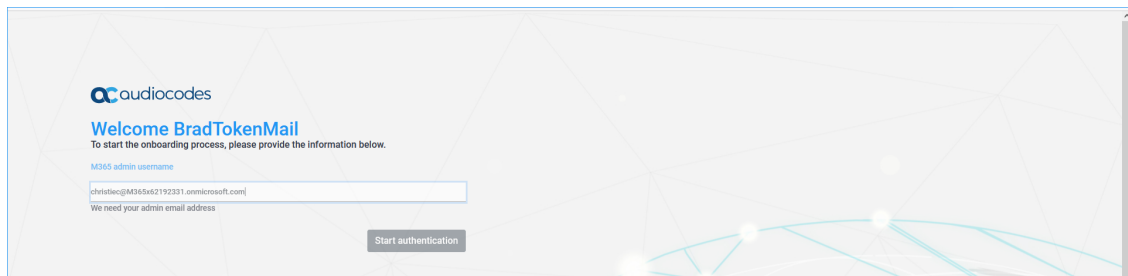 audiocodes
Welcome BradTokenMail
To start the onboarding process, please provide the information below.
M365 admin username
christiec@M365x62192331.onmicrosoft.com
We need your admin email address
Start authentication